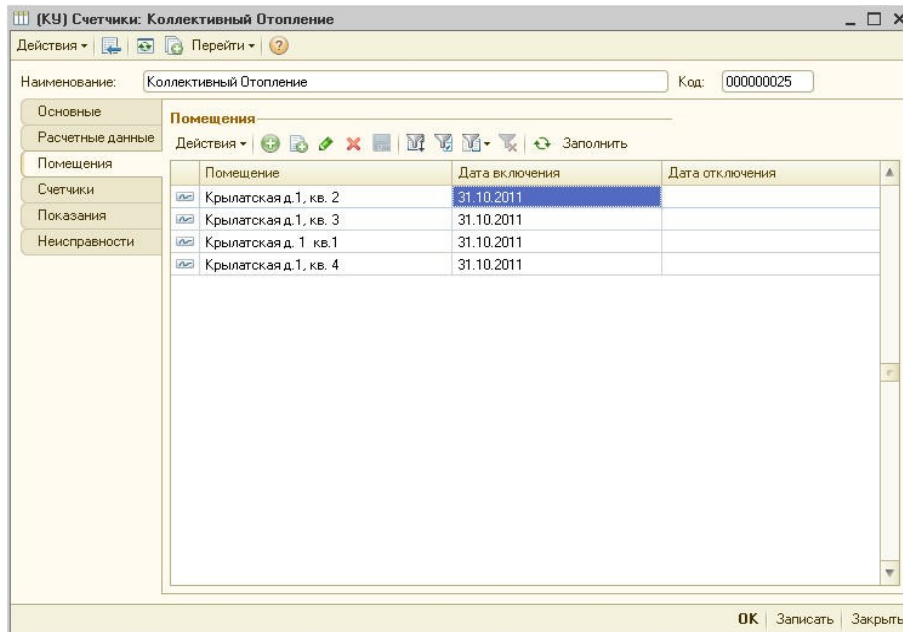 (КУ) Счетчики: Коллективный Отопление
Действия Перейти
Наименование: Коллективный Отопление Код: 000000025
Основные
Расчетные данные
Помещения
Счетчики
Показания
Неисправности
Помещения
Действия Заполнить
Помещение Дата включения Дата отключения
Крылатская д.1, кв. 2 31.10.2011
Крылатская д.1, кв. 3 31.10.2011
Крылатская д. 1 кв.1 31.10.2011
Крылатская д.1, кв. 4 31.10.2011
OK Записать Закрыть